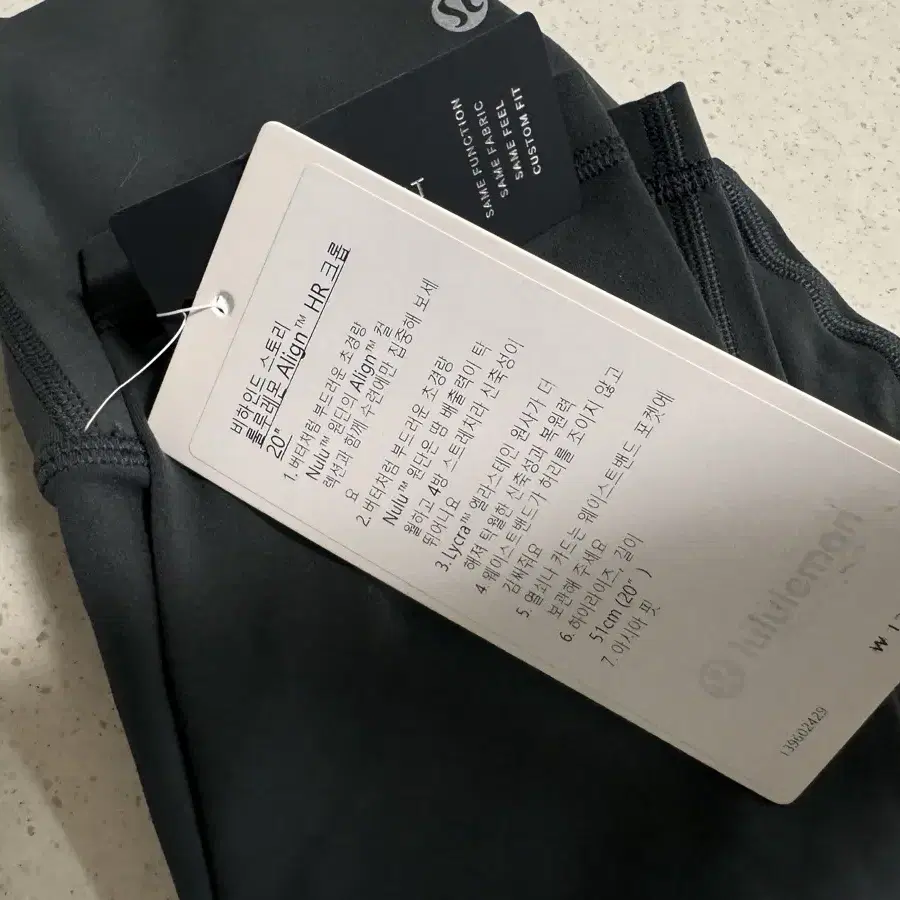 SAME FUNCTION
SAME FABRIC
SAME FEEL
CUSTOM FIT
비하인드 스토리
룰루레몬 Align™ HR 크롭
20"
1. 버터처럼 부드러운 초경량
Nulu™ 원단의 Align™ 컬
렉션과 함께 수련에만 집중해 보세
요
2. 버터처럼 부드러운 초경량
Nulu™ 원단은 땀 배출력이 탁
월하고 4방 스트레치라 신축성이
뛰어나요
3. Lycra™ 엘라스테인 원사가 더
해져 탁월한 신축성과 복원력
4. 웨이스트밴드가 허리를 조이지 않고
감싸줘요
5. 열쇠나 카드는 웨이스트밴드 포켓에
보관해 주세요
6. 하이라이즈, 길이
51cm (20" )
7. 아시아 핏
lululemon
139602429